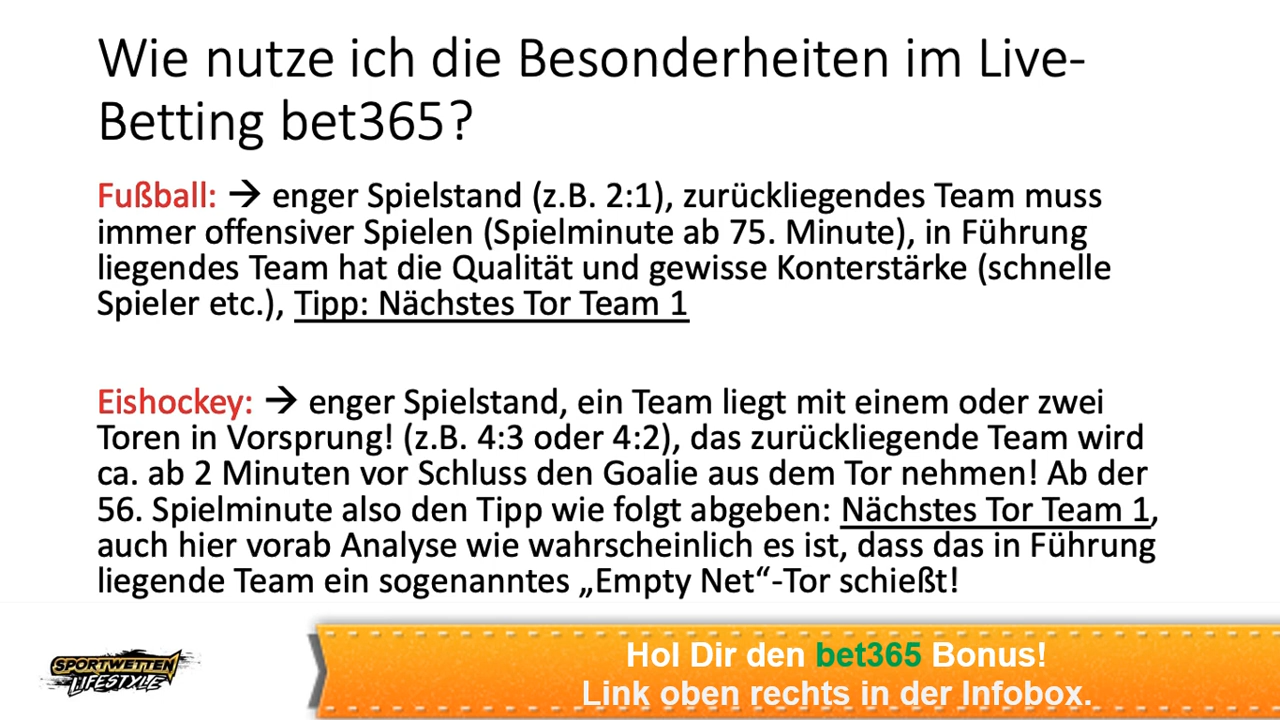 Wie nutze ich die Besonderheiten im Live-
Betting bet365?
Fußball: → enger Spielstand (z.B. 2:1), zurückliegendes Team muss
immer offensiver Spielen (Spielminute ab 75. Minute), in Führung
liegendes Team hat die Qualität und gewisse Konterstärke (schnelle
Spieler etc.), Tipp: Nächstes Tor Team 1
Eishockey: → enger Spielstand, ein Team liegt mit einem oder zwei
Toren in Vorsprung! (z.B. 4:3 oder 4:2), das zurückliegende Team wird
ca. ab 2 Minuten vor Schluss den Goalie aus dem Tor nehmen! Ab der
56. Spielminute also den Tipp wie folgt abgeben: Nächstes Tor Team 1,
auch hier vorab Analyse wie wahrscheinlich es ist, dass das in Führung
liegende Team ein sogenanntes „Empty Net“-Tor schießt!
SPORTWETTEN
LIFESTYLE
Hol Dir den bet365 Bonus!
Link oben rechts in der Infobox.